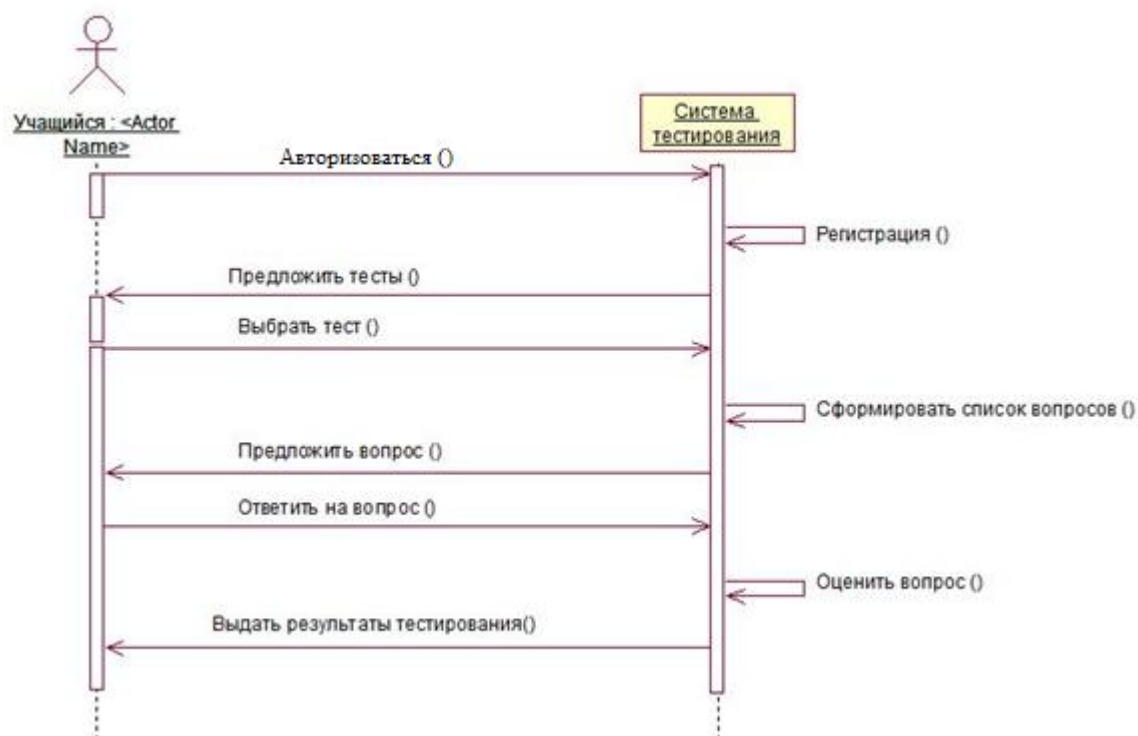 Учащийся : <Actor
Name>
Система
тестирования
Авторизоваться ()
Регистрация ()
Предложить тесты ()
Выбрать тест ()
Сформировать список вопросов ()
Предложить вопрос ()
Ответить на вопрос ()
Оценить вопрос ()
Выдать результаты тестирования()